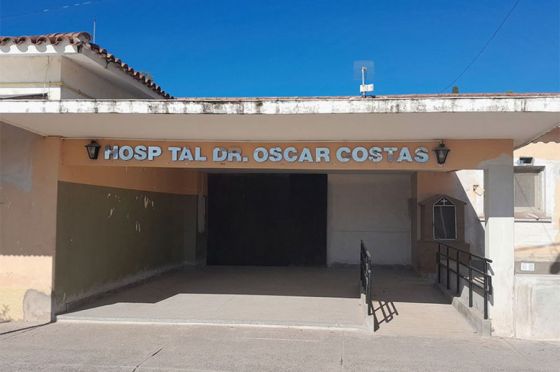 HOSP TAL DR. OSCAR COSTAS